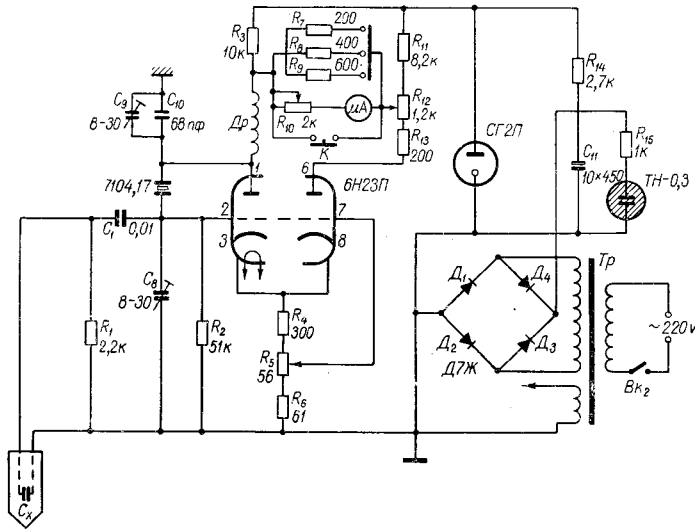 R3
10к
R7 200
R8 400
R9 600
R10
2к
μA
К
R11
8,2к
R12
1,2к
R13
200
R14
2,7к
C9
8-30
C10
68 пф
Др
СГ2П
C11
10×450
R15
1к
ТН-0,3
1
6
6Н23П
7104,17
2
7
3
8
C1
0,01
C8
8-30
R1
2,2к
R2
51к
R4
300
R5
56
R6
61
Д1
Д4
Д2
Д3
Д7Ж
Тр
~220v
Вк2
Cх